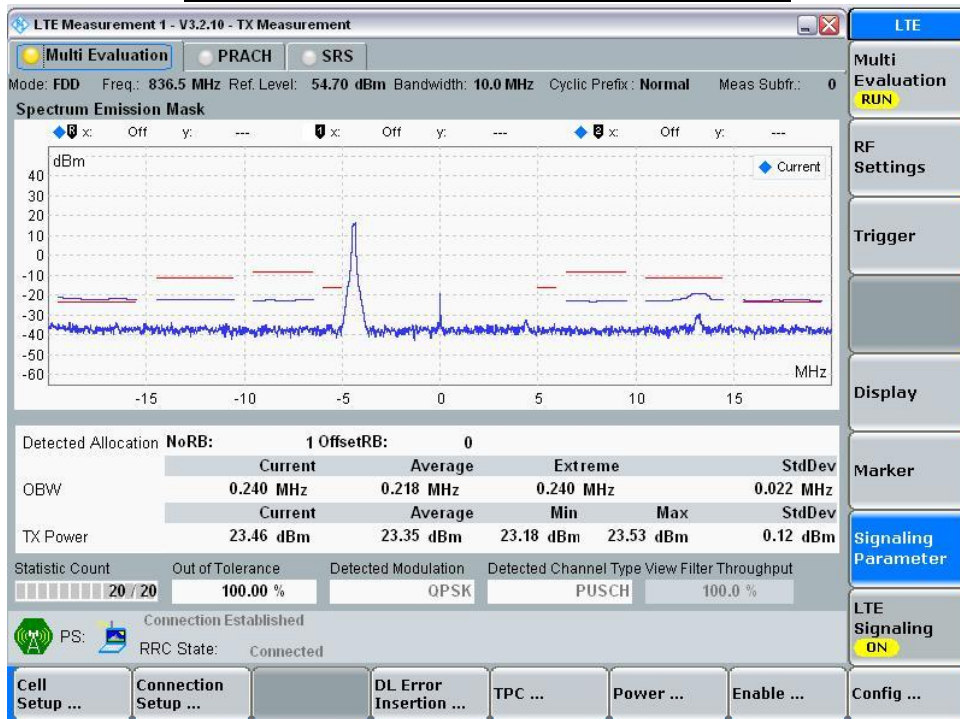 LTE Measurement 1 - V3.2.10 - TX Measurement
LTE
Multi Evaluation PRACH SRS
Mode: FDD Freq.: 836.5 MHz Ref. Level: 54.70 dBm Bandwidth: 10.0 MHz Cyclic Prefix: Normal Meas Subfr.: 0
Spectrum Emission Mask
R x: Off y: --- 1 x: Off y: --- 2 x: Off y: ---
dBm
Current
40
30
20
10
0
-10
-20
-30
-40
-50
-60
MHz
-15 -10 -5 0 5 10 15
Detected Allocation NoRB: 1 OffsetRB: 0
Current Average Extreme StdDev
OBW 0.240 MHz 0.218 MHz 0.240 MHz 0.022 MHz
Current Average Min Max StdDev
TX Power 23.46 dBm 23.35 dBm 23.18 dBm 23.53 dBm 0.12 dBm
Statistic Count Out of Tolerance Detected Modulation Detected Channel Type View Filter Throughput
20 / 20 100.00 % QPSK PUSCH 100.0 %
PS: Connection Established
RRC State: Connected
Multi
Evaluation
RUN
RF
Settings
Trigger
Display
Marker
Signaling
Parameter
LTE
Signaling
ON
Cell
Setup ...
Connection
Setup ...
DL Error
Insertion ...
TPC ...
Power ...
Enable ...
Config ...